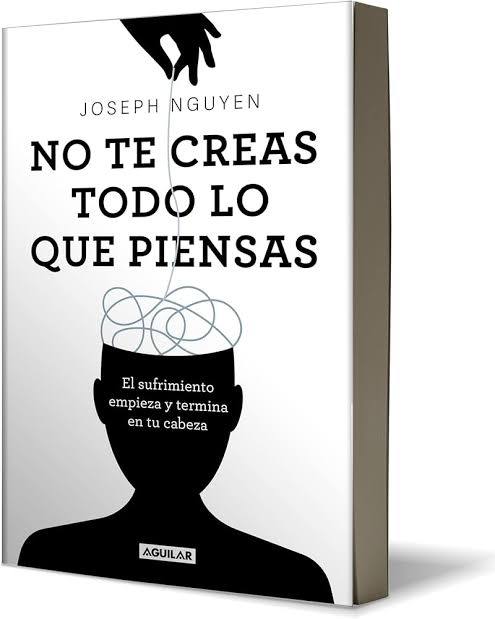 JOSEPH NGUYEN
NO TE CREAS
TODO LO
QUE PIENSAS
El sufrimiento
empieza y termina
en tu cabeza
AGUILAR